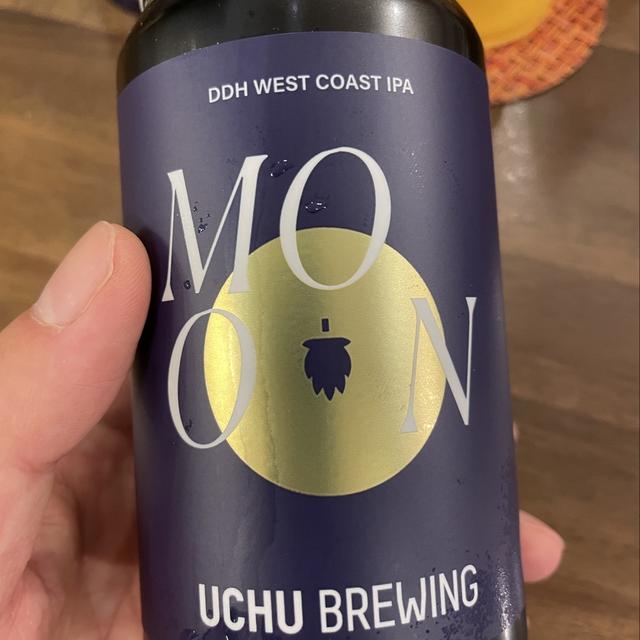 DDH WEST COAST IPA
MO
ON
UCHU BREWING